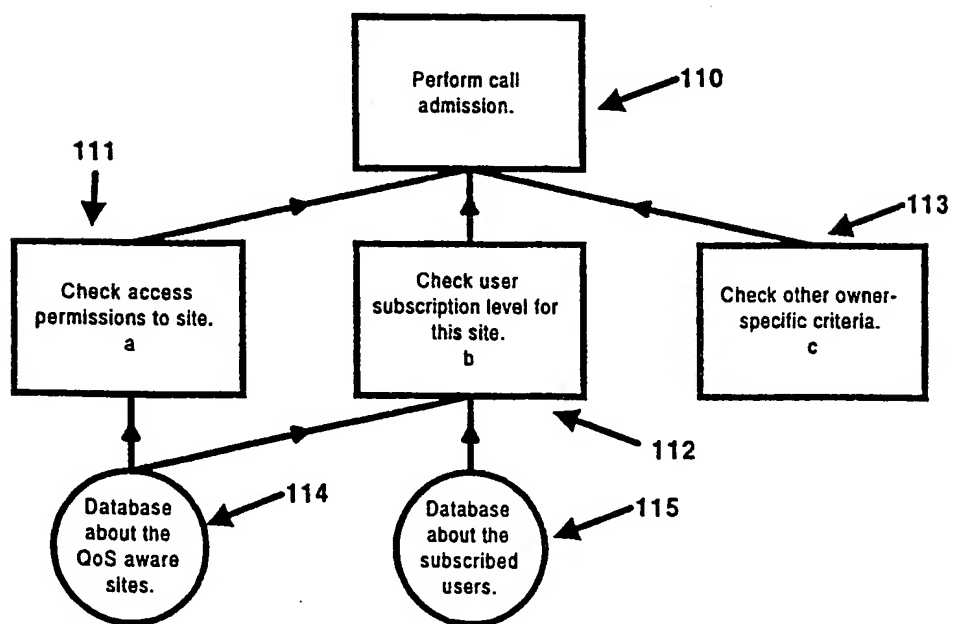 110
Perform call
admission.
111
113
Check access
permissions to site.
a
Check user
subscription level for
this site.
b
Check other owner-
specific criteria.
c
112
114
115
Database
about the
QoS aware
sites.
Database
about the
subscribed
users.